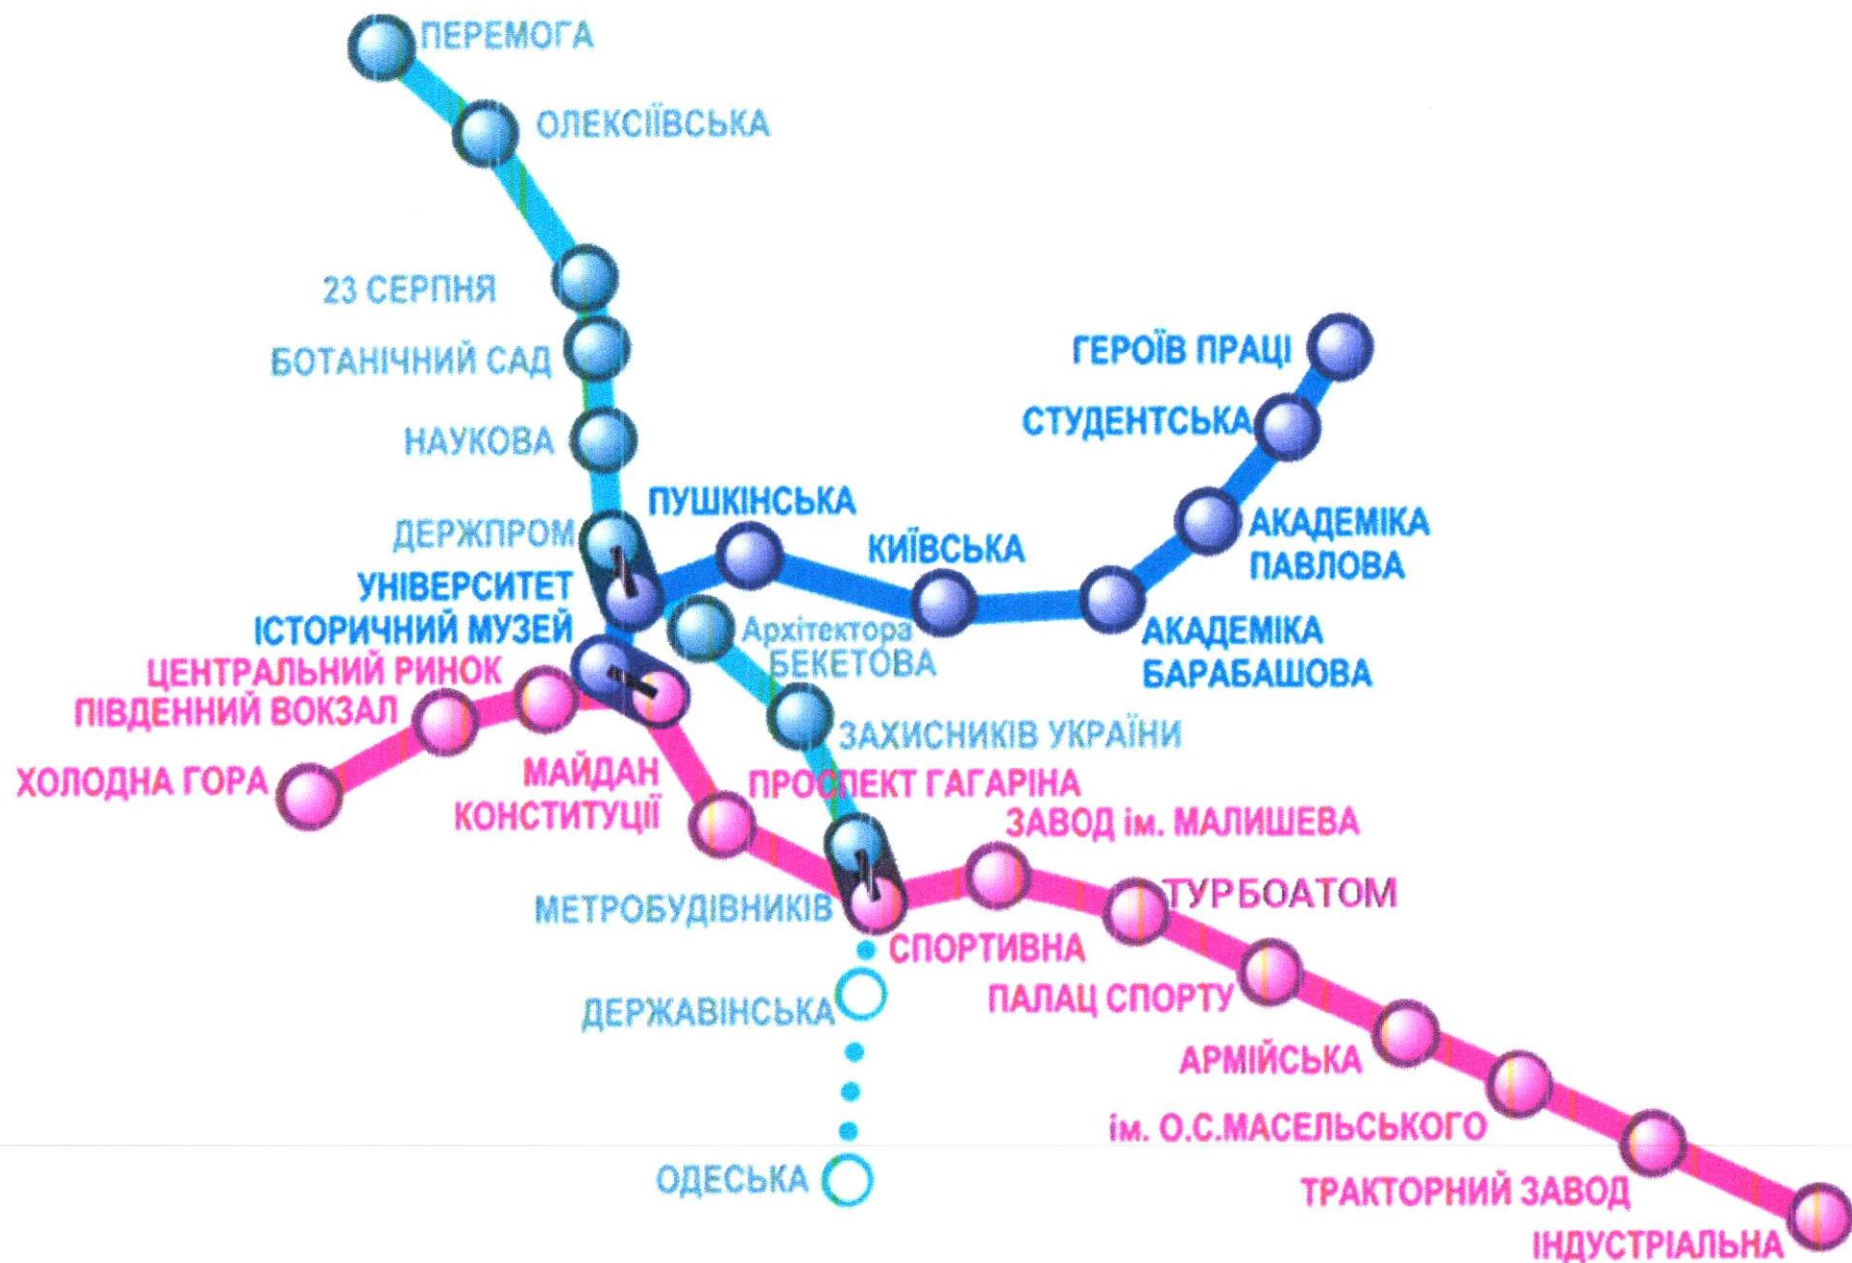 ПЕРЕМОГА
ОЛЕКСІЇВСЬКА
23 СЕРПНЯ
БОТАНІЧНИЙ САД
НАУКОВА
ДЕРЖПРОМ
УНІВЕРСИТЕТ
ІСТОРИЧНИЙ МУЗЕЙ
ПУШКІНСЬКА
КИЇВСЬКА
ГЕРОЇВ ПРАЦІ
СТУДЕНТСЬКА
АКАДЕМІКА
ПАВЛОВА
АКАДЕМІКА
БАРАБАШОВА
Архітектора
БЕКЕТОВА
ЗАХИСНИКІВ УКРАЇНИ
ЦЕНТРАЛЬНИЙ РИНОК
ПІВДЕННИЙ ВОКЗАЛ
ХОЛОДНА ГОРА
МАЙДАН
КОНСТИТУЦІЇ
ПРОСПЕКТ ГАГАРІНА
ЗАВОД ім. МАЛИШЕВА
ТУРБОАТОМ
МЕТРОБУДІВНИКІВ
СПОРТИВНА
ДЕРЖАВІНСЬКА
ПАЛАЦ СПОРТУ
АРМІЙСЬКА
ім. О.С.МАСЕЛЬСЬКОГО
ОДЕСЬКА
ТРАКТОРНИЙ ЗАВОД
ІНДУСТРІАЛЬНА